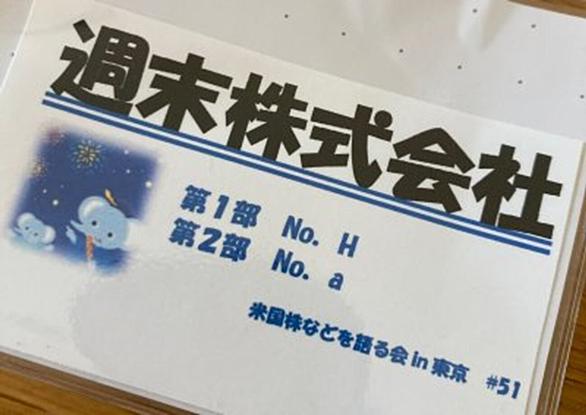 週末株式会社
第1部 No. H
第2部 No. a
米国株などを語る会 in 東京 #51